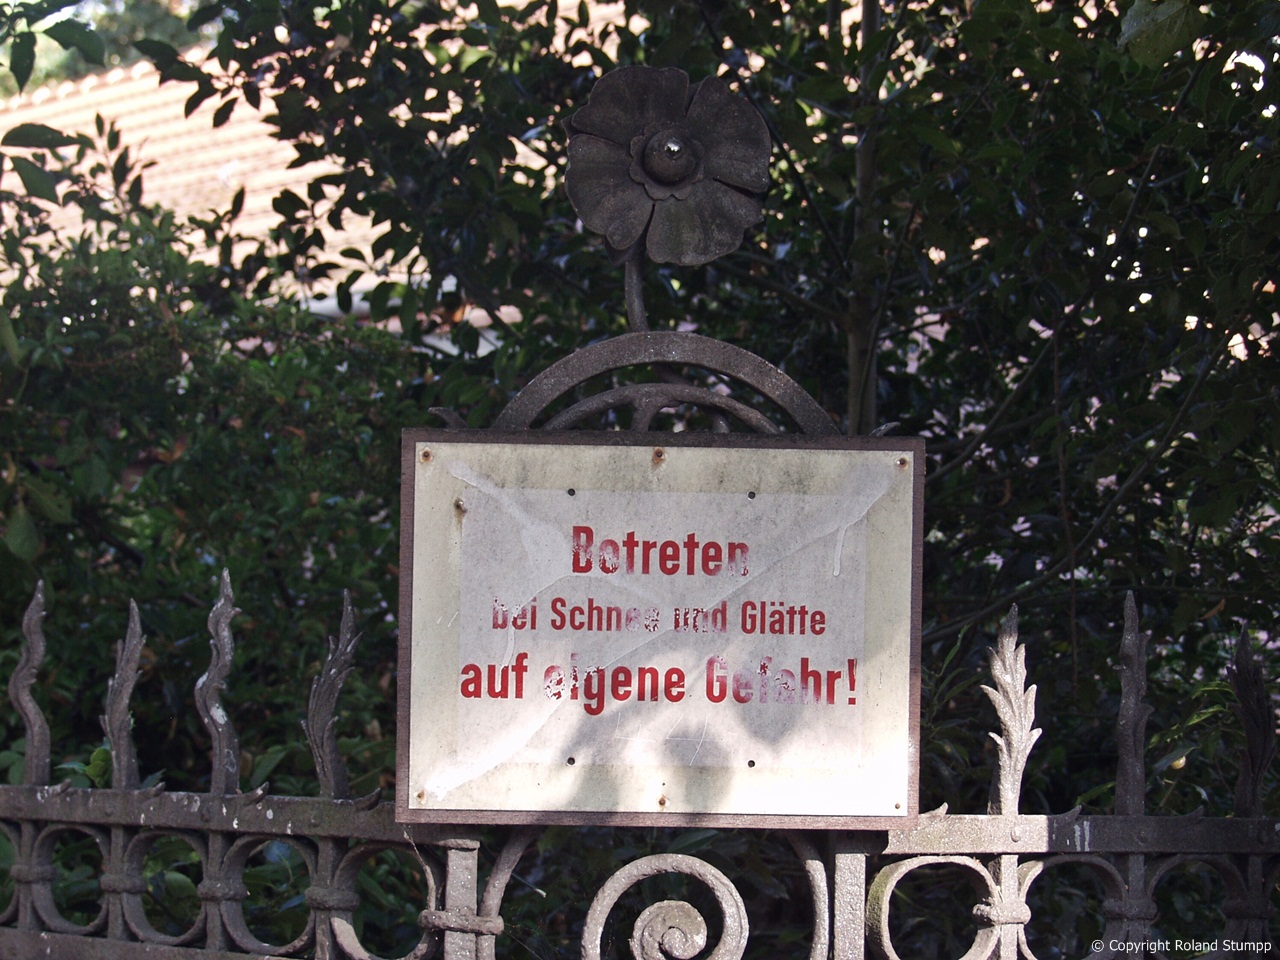 Betreten
bei Schnee und Glätte
auf eigene Gefahr!
© Copyright Roland Stumpp